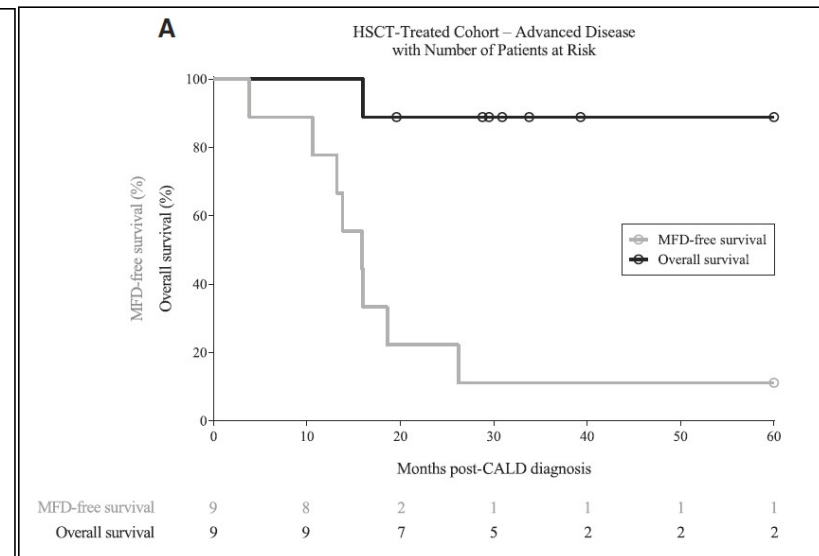 A
HSCT-Treated Cohort – Advanced Disease
with Number of Patients at Risk
MFD-free survival (%)
Overall survival (%)
100
80
60
40
20
0
MFD-free survival
Overall survival
0 10 20 30 40 50 60
Months post-CALD diagnosis
MFD-free survival 9 8 2 1 1 1 1
Overall survival 9 9 7 5 2 2 2